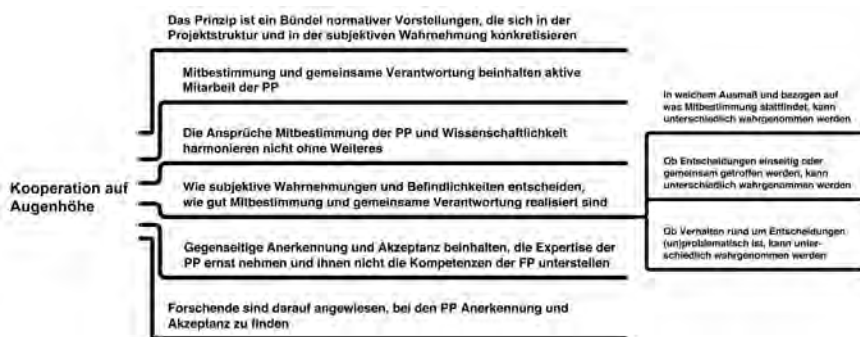 Das Prinzip ist ein Bündel normativer Vorstellungen, die sich in der
Projektstruktur und in der subjektiven Wahrnehmung konkretisieren
Mitbestimmung und gemeinsame Verantwortung beinhalten aktive
Mitarbeit der PP
Die Ansprüche Mitbestimmung der PP und Wissenschaftlichkeit
harmonieren nicht ohne Weiteres
Kooperation auf
Augenhöhe
Wie subjektive Wahrnehmungen und Befindlichkeiten entscheiden,
wie gut Mitbestimmung und gemeinsame Verantwortung realisiert sind
In welchem Ausmaß und bezogen auf
was Mitbestimmung stattfindet, kann
unterschiedlich wahrgenommen werden
Ob Entscheidungen einseitig oder
gemeinsam getroffen werden, kann
unterschiedlich wahrgenommen werden
Ob Verhalten rund um Entscheidungen
(un)problematisch ist, kann unter-
schiedlich wahrgenommen werden
Gegenseitige Anerkennung und Akzeptanz beinhalten, die Expertise der
PP ernst nehmen und ihnen nicht die Kompetenzen der FP unterstellen
Forschende sind darauf angewiesen, bei den PP Anerkennung und
Akzeptanz zu finden